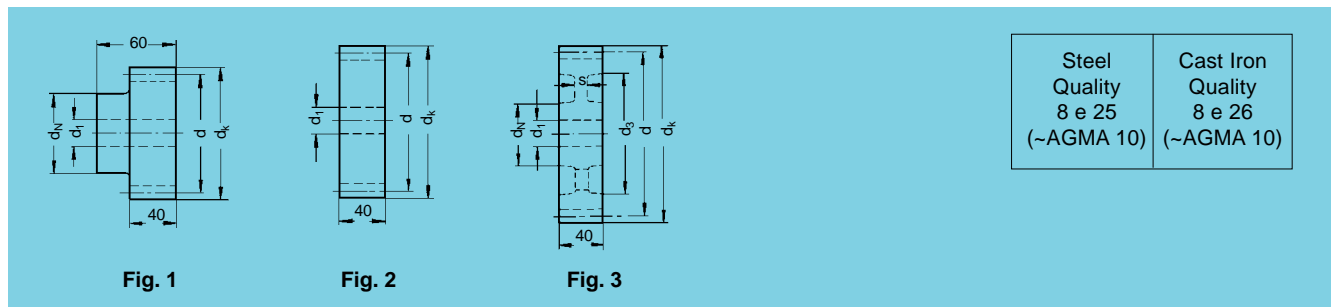 60
dN
d1
d
dk
40
Fig. 1
d1
d
dk
40
Fig. 2
s
dN
d1
d3
d
dk
40
Fig. 3
Steel
Quality
8 e 25
(~AGMA 10)
Cast Iron
Quality
8 e 26
(~AGMA 10)